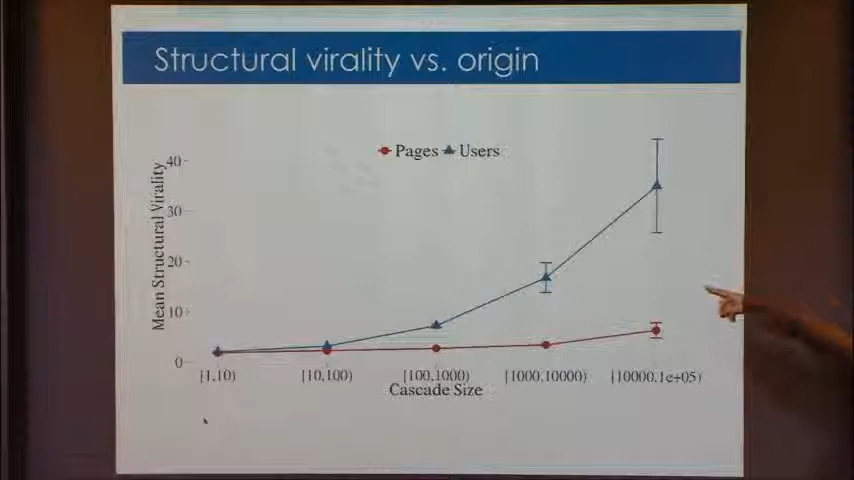 Structural virality vs. origin
Pages Users
Mean Structural Virality
40
30
20
10
0
[1,10) [10,100) [100,1000) [1000,10000) [10000,1e+05)
Cascade Size